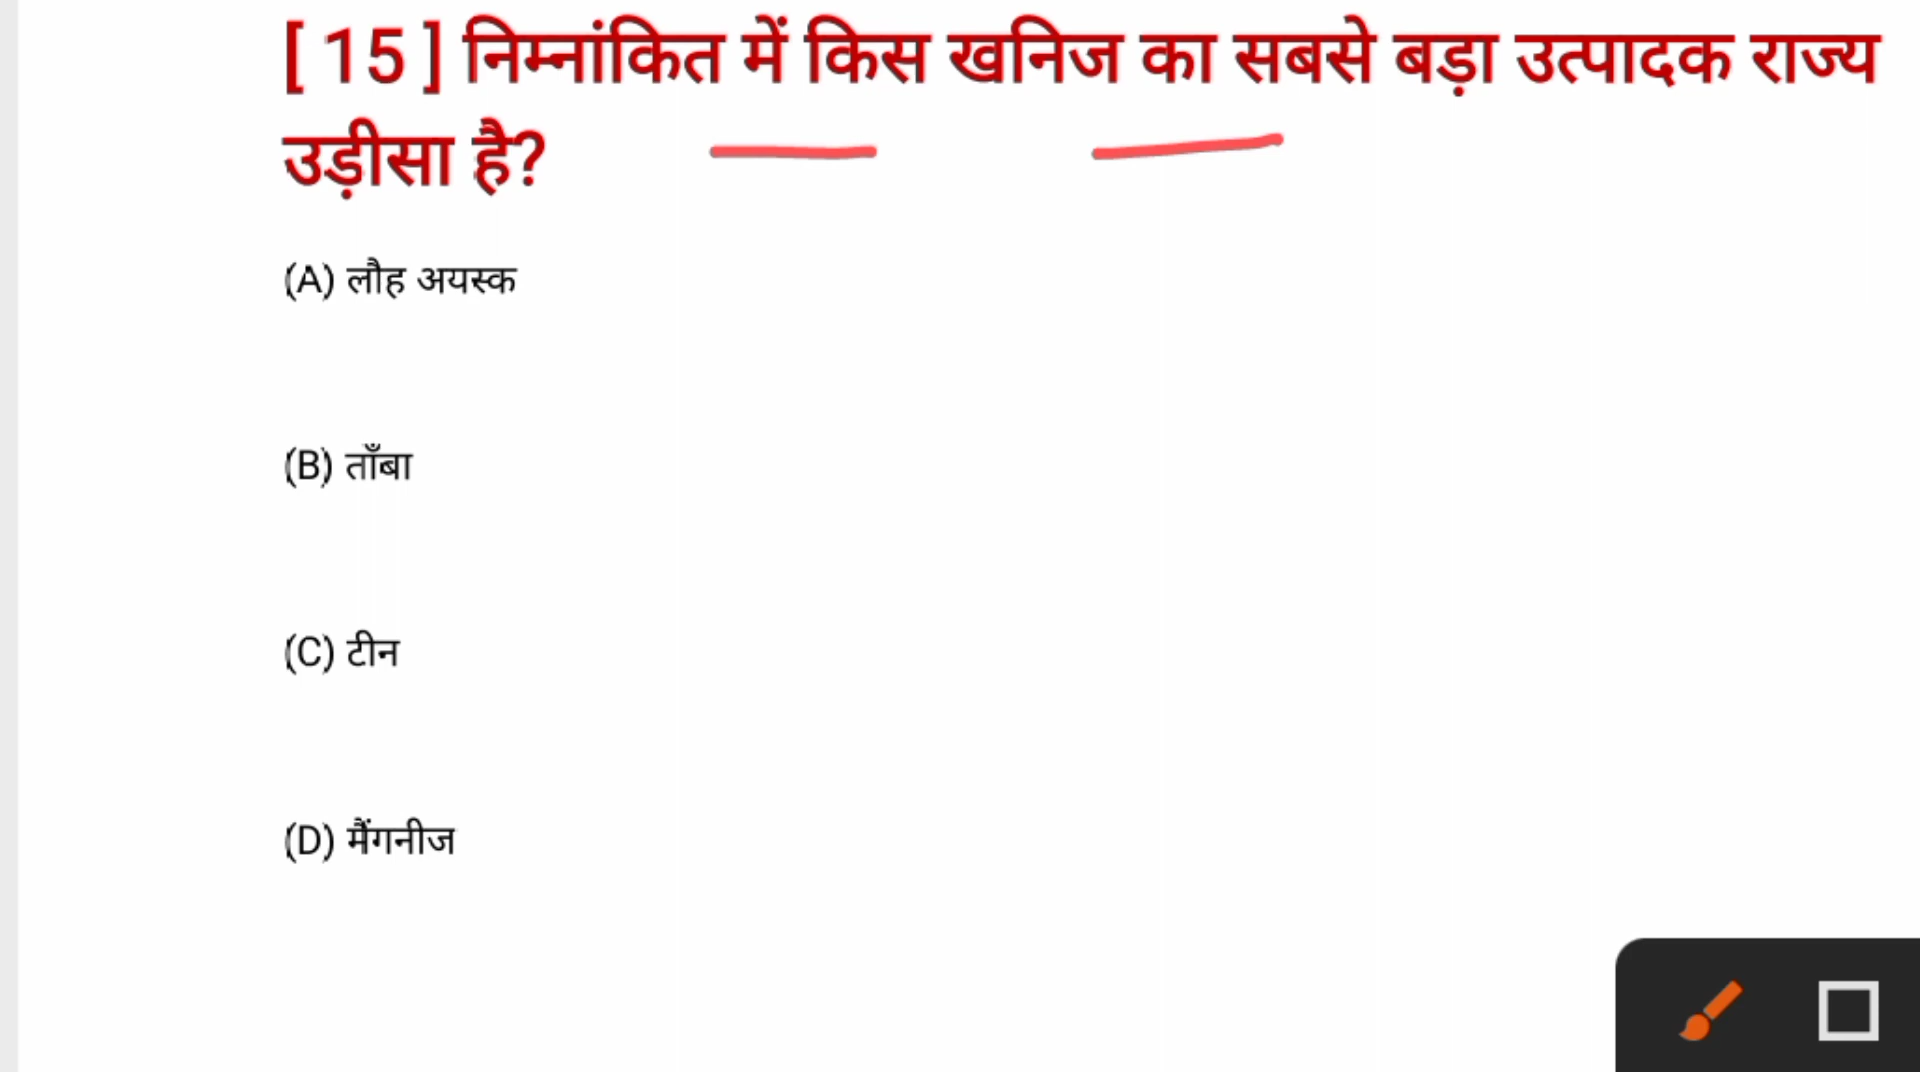 [ 15 ] निम्नांकित में किस खनिज का सबसे बड़ा उत्पादक राज्य
उड़ीसा है?
(A) लौह अयस्क
(B) ताँबा
(C) टीन
(D) मैंगनीज